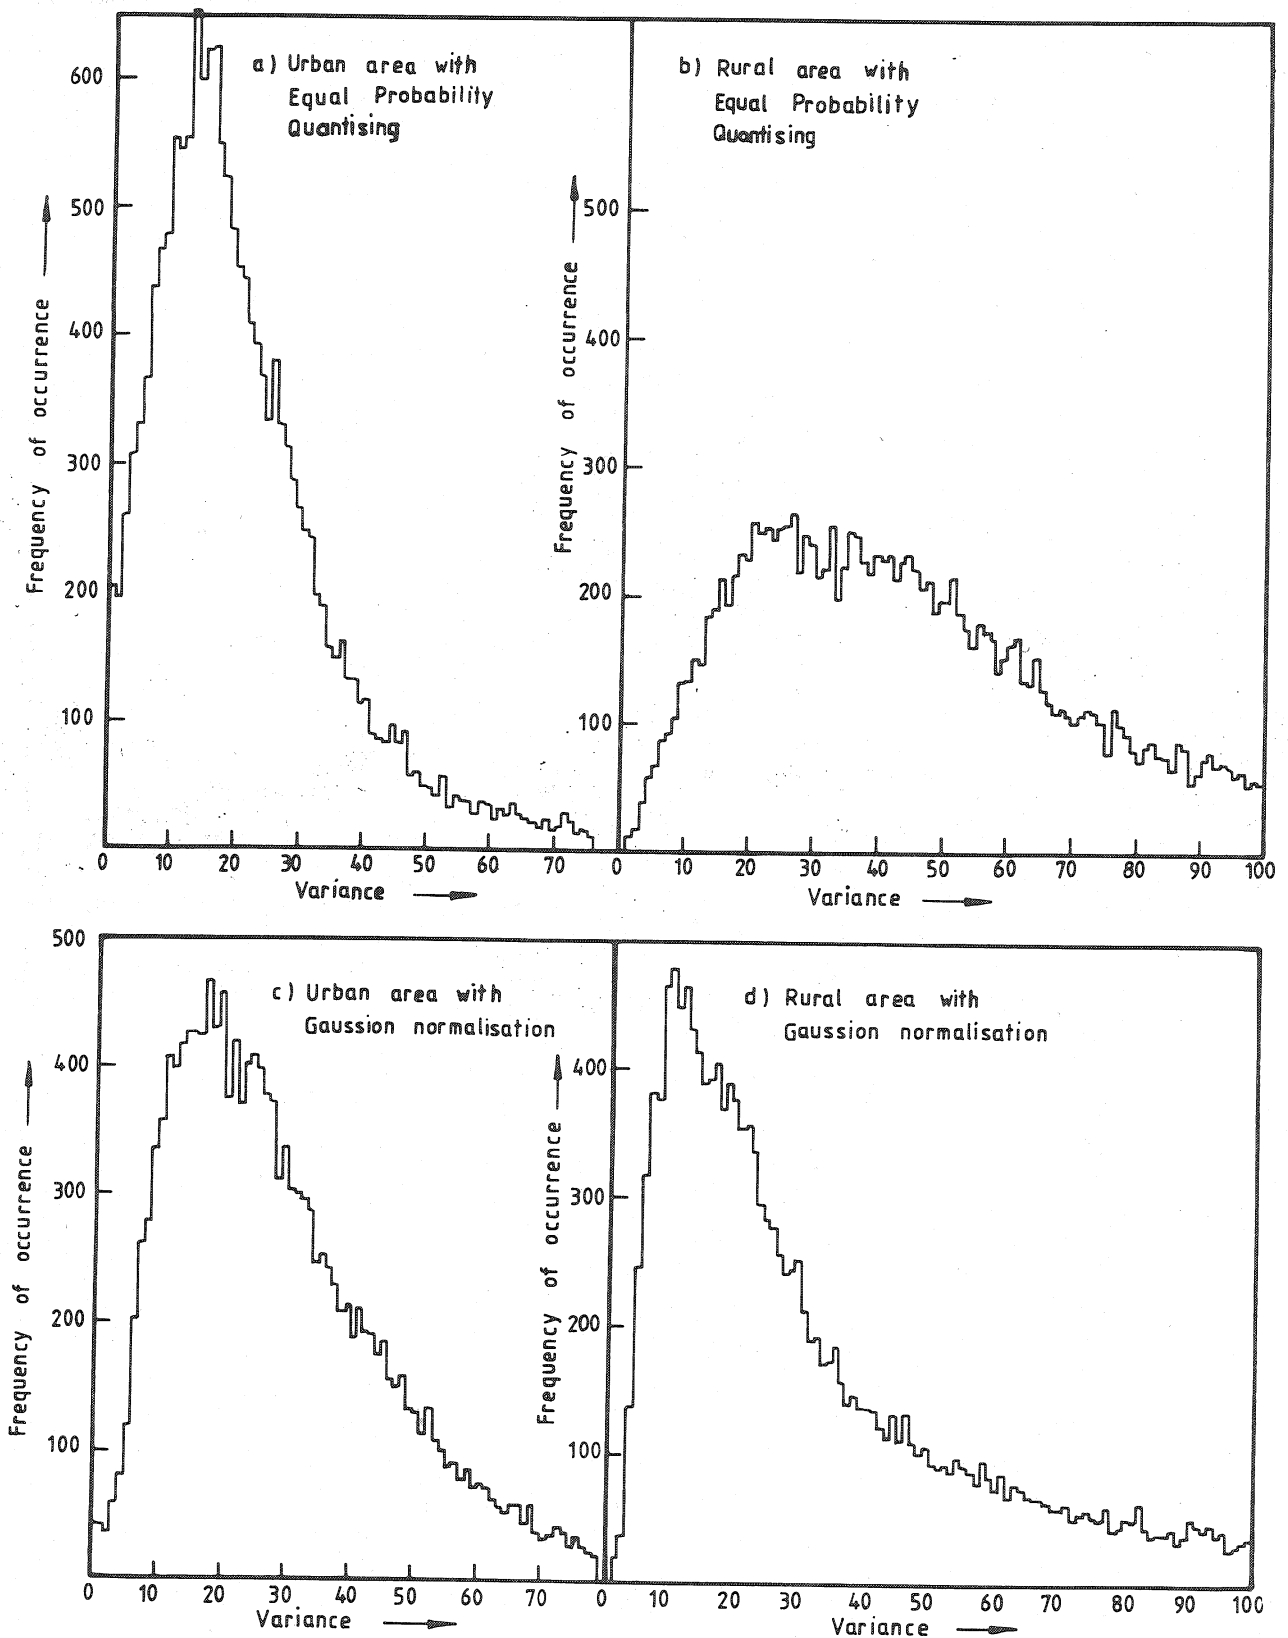 a) Urban area with
Equal Probability
Quantising
600
500
400
300
200
100
Frequency of occurrence
0 10 20 30 40 50 60 70
Variance
b) Rural area with
Equal Probability
Quantising
500
400
300
200
100
Frequency of occurrence
0 10 20 30 40 50 60 70 80 90 100
Variance
c) Urban area with
Gaussion normalisation
500
400
300
200
100
Frequency of occurrence
0 10 20 30 40 50 60 70
Variance
d) Rural area with
Gaussion normalisation
400
300
200
100
Frequency of occurrence
0 10 20 30 40 50 60 70 80 90 100
Variance